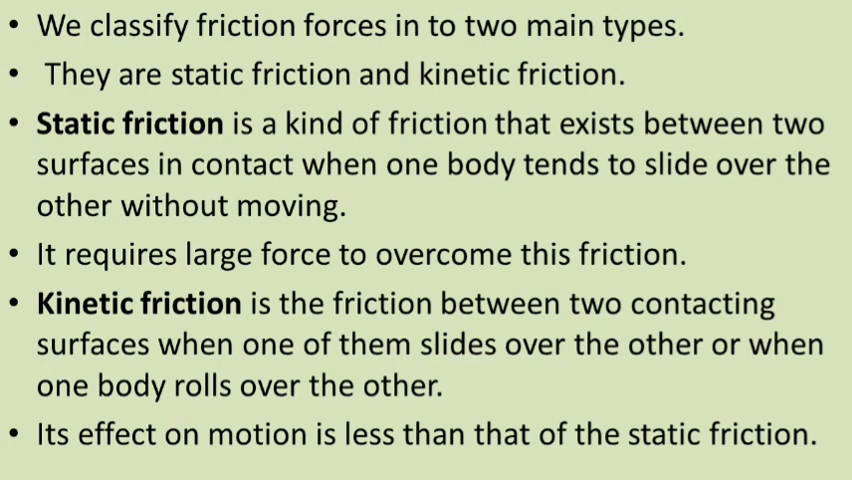 • We classify friction forces in to two main types.
• They are static friction and kinetic friction.
• Static friction is a kind of friction that exists between two
surfaces in contact when one body tends to slide over the
other without moving.
• It requires large force to overcome this friction.
• Kinetic friction is the friction between two contacting
surfaces when one of them slides over the other or when
one body rolls over the other.
• Its effect on motion is less than that of the static friction.